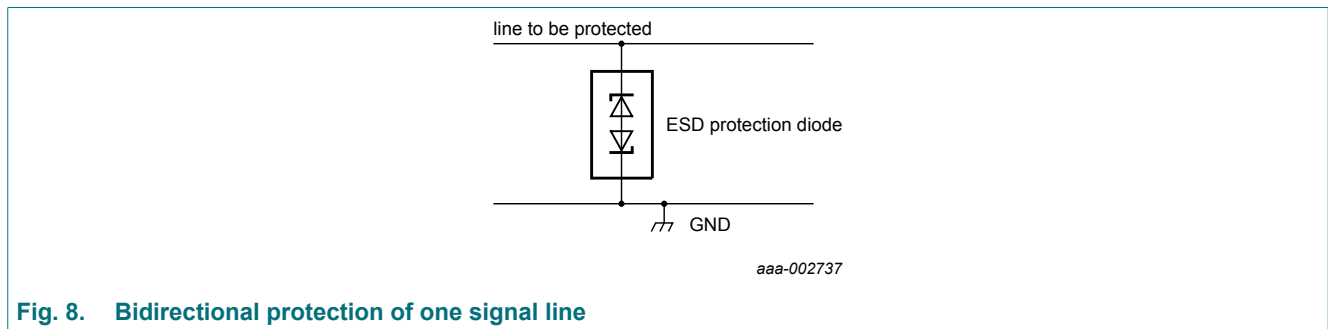 line to be protected
ESD protection diode
GND
aaa-002737
Fig. 8. Bidirectional protection of one signal line